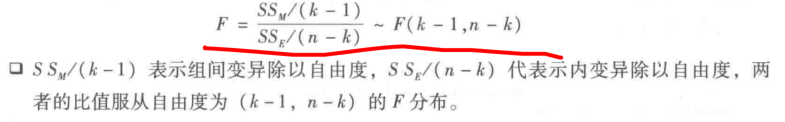 F = \frac{SS_M/(k-1)}{SS_E/(n-k)} ~ F(k-1,n-k)
□ SS_M/(k-1) 表示组间变异除以自由度，SS_E/(n-k) 代表示内变异除以自由度，两
者的比值服从自由度为 (k-1, n-k) 的 F 分布。